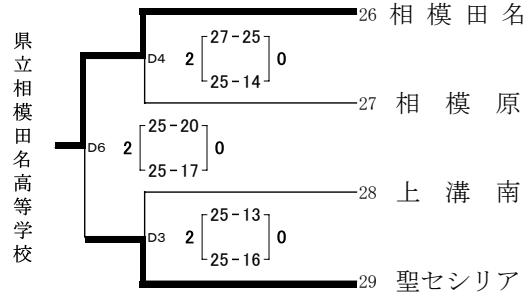 県立相模田名高等学校
26 相模田名
D4 2 27-25 0
25-14
27 相模原
D6 2 25-20 0
25-17
28 上溝南
D3 2 25-13 0
25-16
29 聖セシリア